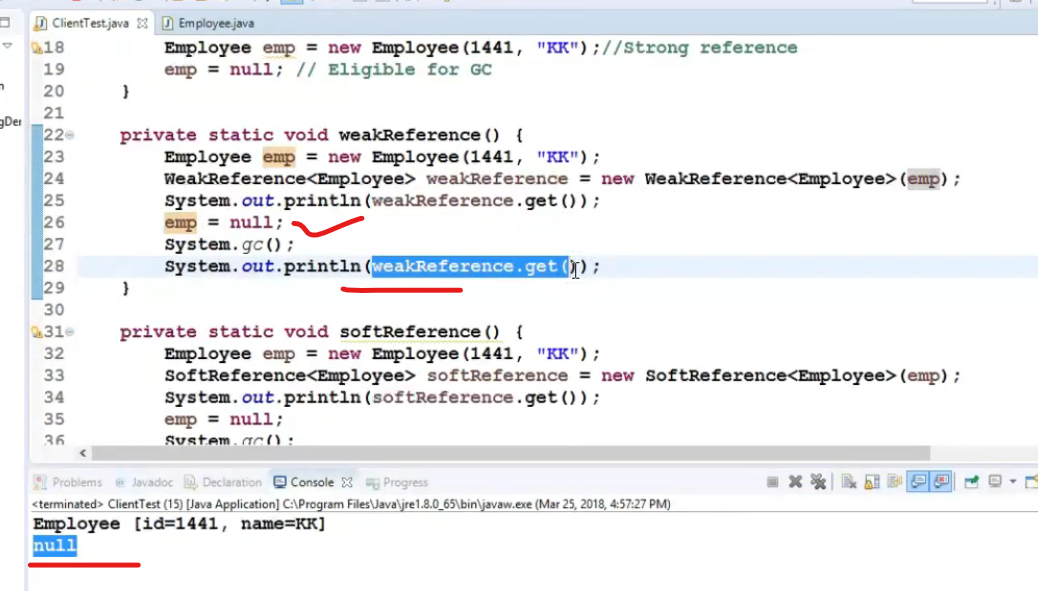 ClientTest.java Employee.java
18 Employee emp = new Employee(1441, "KK");//Strong reference
19 emp = null; // Eligible for GC
20 }
21
22 private static void weakReference() {
23 Employee emp = new Employee(1441, "KK");
24 WeakReference<Employee> weakReference = new WeakReference<Employee>(emp);
25 System.out.println(weakReference.get());
26 emp = null;
27 System.gc();
28 System.out.println(weakReference.get());
29 }
30
31 private static void softReference() {
32 Employee emp = new Employee(1441, "KK");
33 SoftReference<Employee> softReference = new SoftReference<Employee>(emp);
34 System.out.println(softReference.get());
35 emp = null;
36 System.gc();
Problems Javadoc Declaration Console Progress
<terminated> ClientTest (15) [Java Application] C:\Program Files\Java\jre1.8.0_65\bin\javaw.exe (Mar 25, 2018, 4:57:27 PM)
Employee [id=1441, name=KK]
null